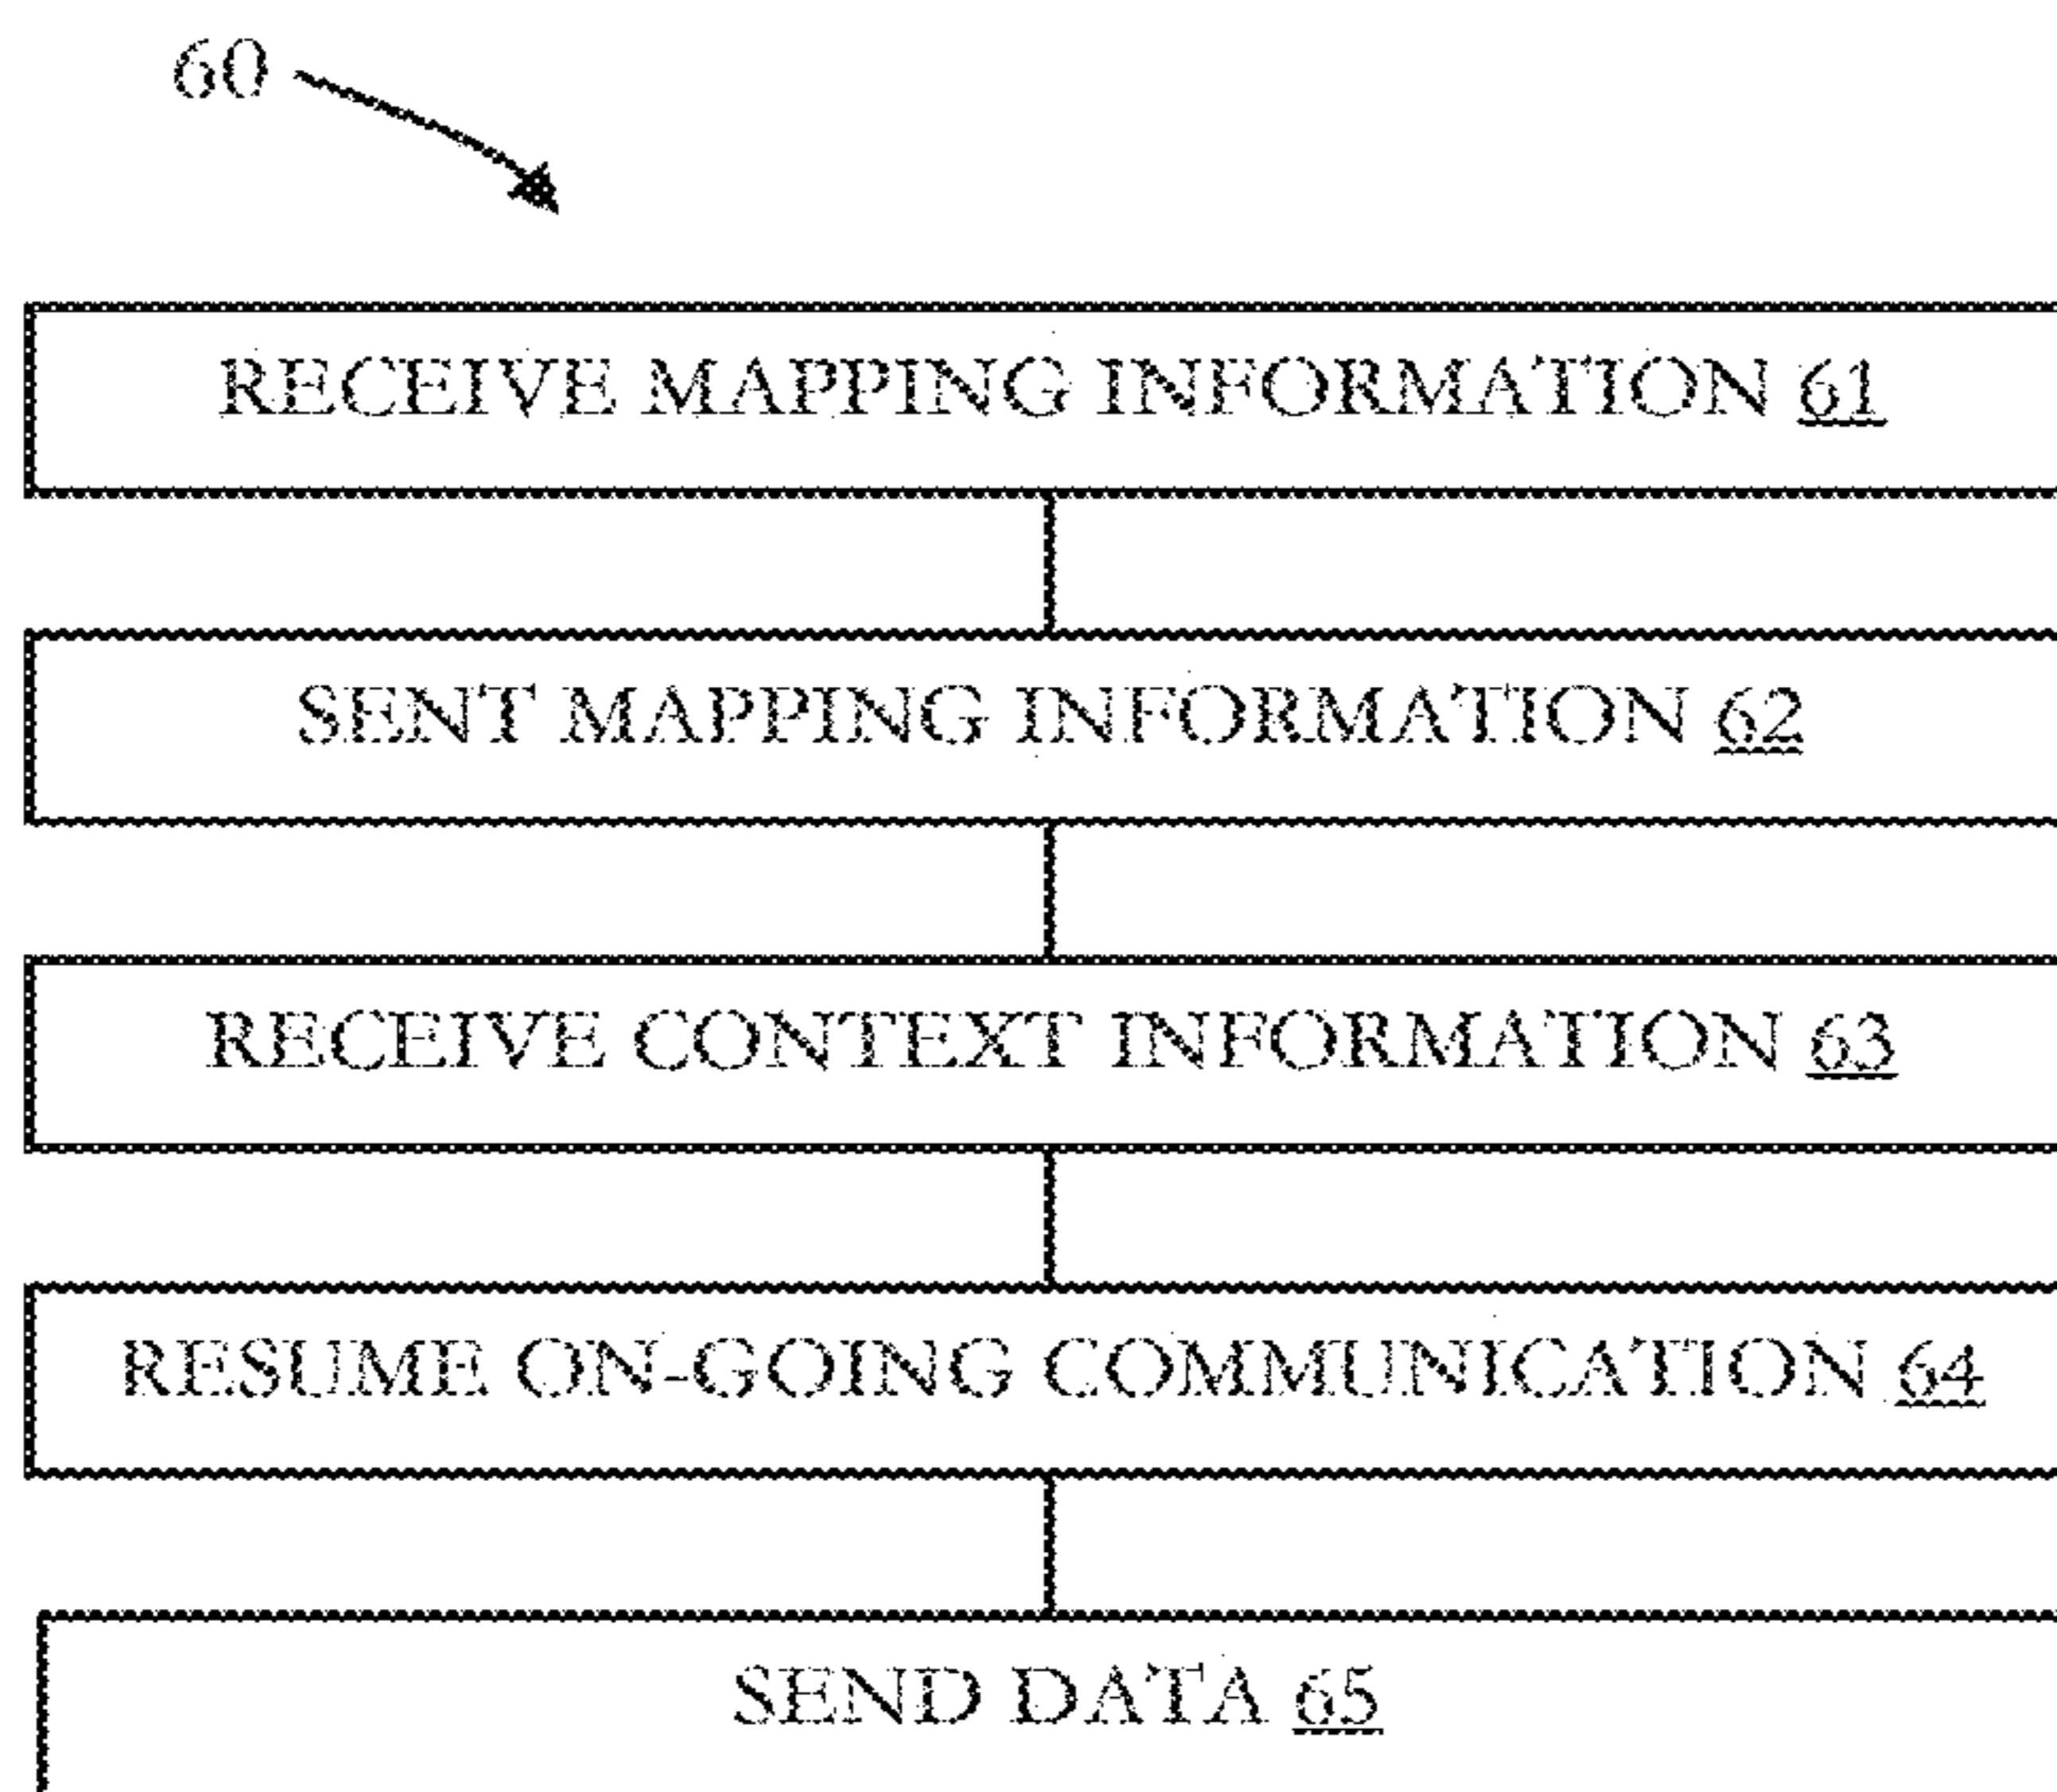 60
RECEIVE MAPPING INFORMATION 61
SENT MAPPING INFORMATION 62
RECEIVE CONTEXT INFORMATION 63
RESUME ON-GOING COMMUNICATION 64
SEND DATA 65